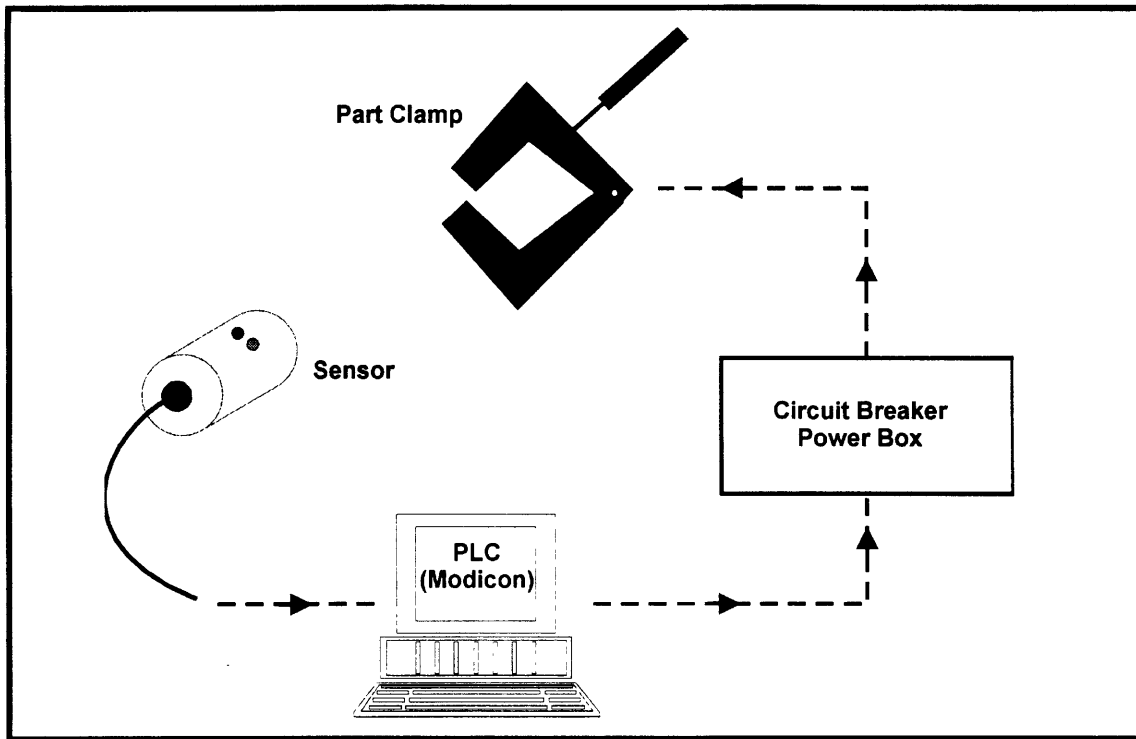 Part Clamp
Sensor
Circuit Breaker
Power Box
PLC
(Modicon)